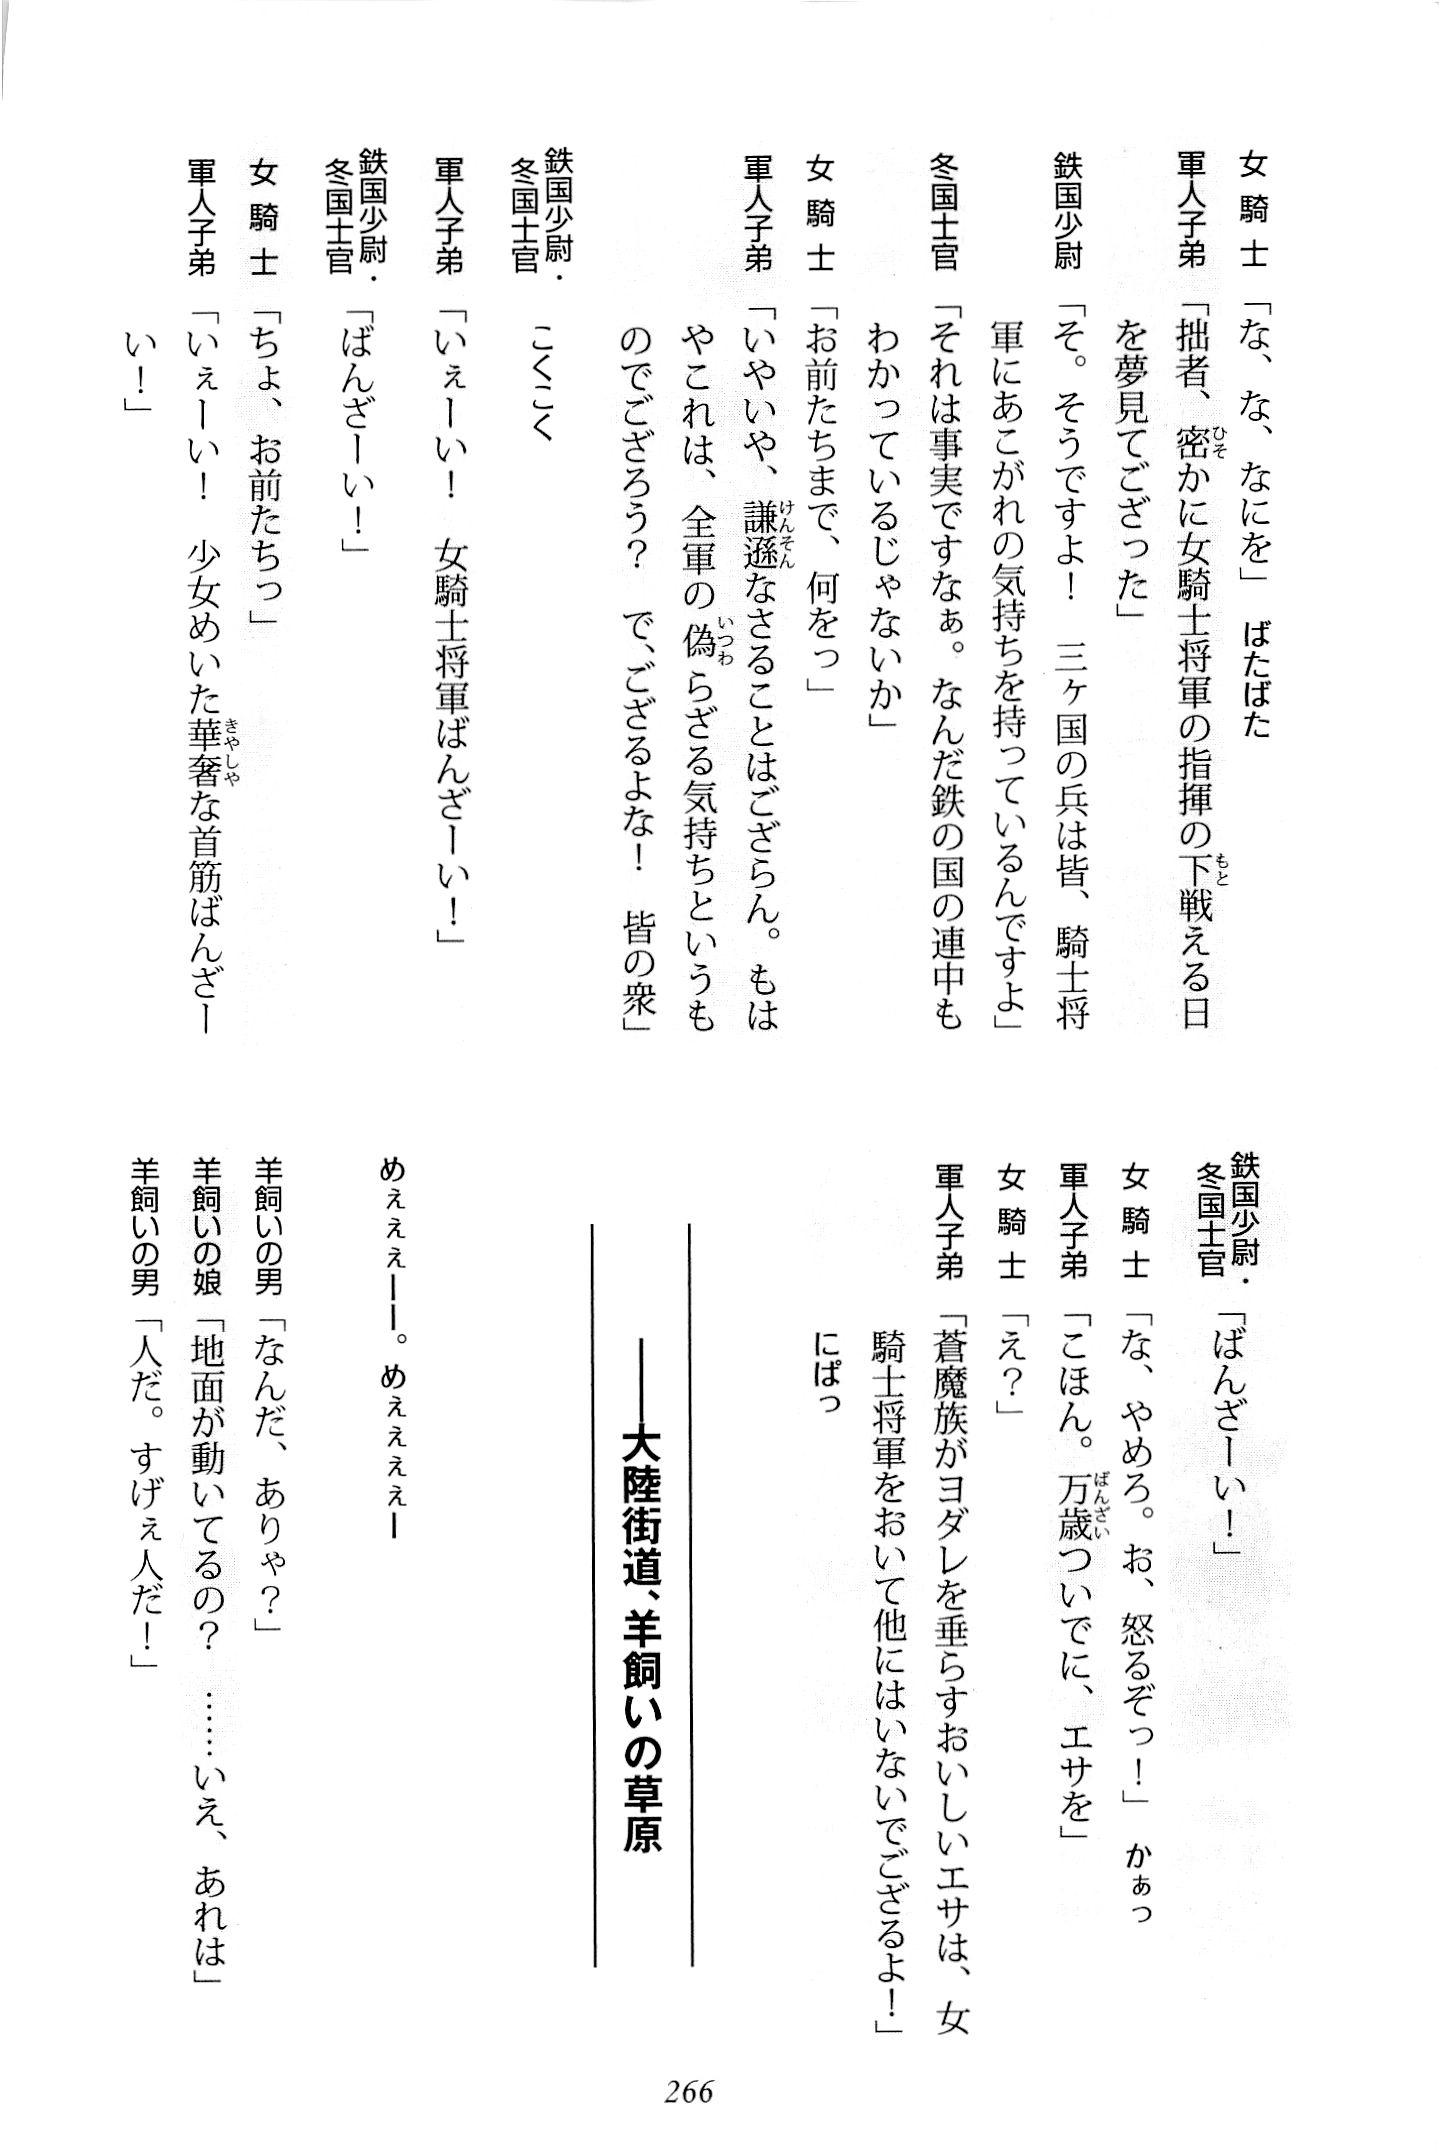 女騎士「な、な、なにを」　ばたばた
軍人子弟「拙者、密かに女騎士将軍の指揮の下戦える日
を夢見てござった」
鉄国少尉「そ。そうですよ！　三ヶ国の兵は皆、騎士将
軍にあこがれの気持ちを持っているんですよ」
冬国士官「それは事実ですなぁ。なんだ鉄の国の連中も
わかっているじゃないか」
女騎士「お前たちまで、何をっ」
軍人子弟「いやいや、謙遜なさることはござらん。もは
やこれは、全軍の偽らざる気持ちというも
のでござろう？　で、ござるよな！　皆の衆」
鉄国少尉・
冬国士官　こくこく
軍人子弟「いぇーい！　女騎士将軍ばんざーい！」
鉄国少尉・
冬国士官「ばんざーい！」
女騎士「ちょ、お前たちっ」
軍人子弟「いぇーい！　少女めいた華奢な首筋ばんざー
い！」
鉄国少尉・
冬国士官「ばんざーい！」
女騎士「な、やめろ。お、怒るぞっ！」　かぁっ
軍人子弟「こほん。万歳ついでに、エサを」
女騎士「え？」
軍人子弟「蒼魔族がヨダレを垂らすおいしいエサは、女
騎士将軍をおいて他にはいないでござるよ！」
にぱっ
――大陸街道、羊飼いの草原
めぇぇぇーー。めぇぇぇぇー
羊飼いの男「なんだ、ありゃ？」
羊飼いの娘「地面が動いてるの？　……いえ、あれは」
羊飼いの男「人だ。すげぇ人だ！」
266